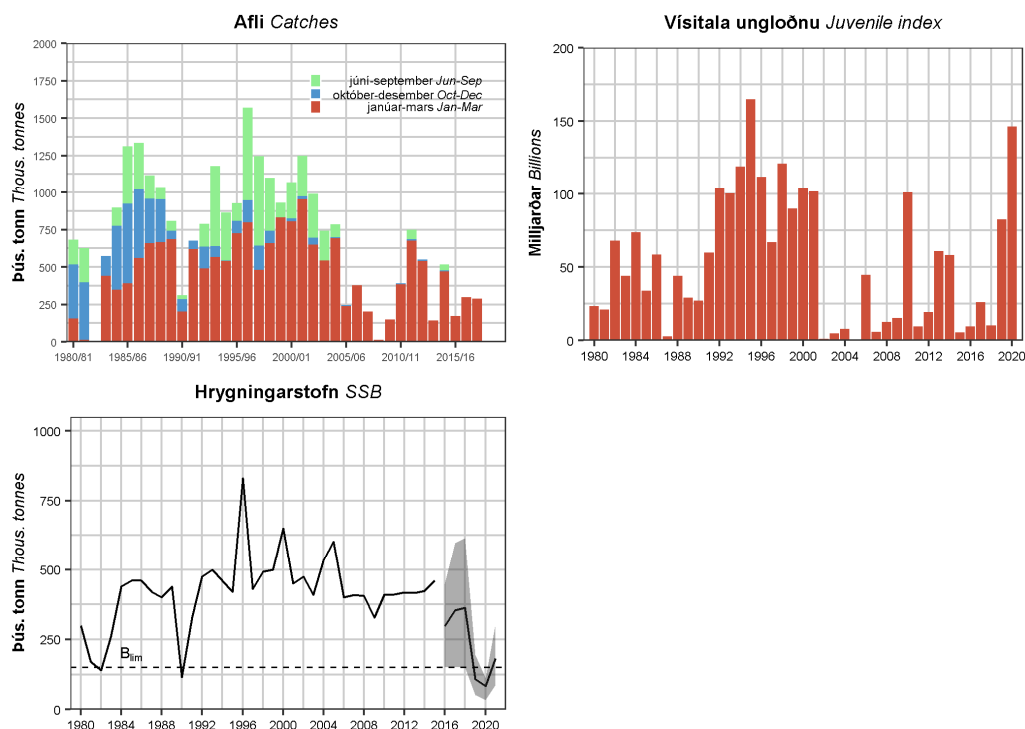 Afli Catches
Þús. tonn Thous. tonnes
2000
1750
1500
1250
1000
750
500
250
0
júní-september Jun-Sep
október-desember Oct-Dec
janúar-mars Jan-Mar
1980/81 1985/86 1990/91 1995/96 2000/01 2005/06 2010/11 2015/16
Vísitala ungloðnu Juvenile index
Milljarðar Billions
200
150
100
50
0
1980 1984 1988 1992 1996 2000 2004 2008 2012 2016 2020
Hrygningarstofn SSB
Þús. tonn Thous. tonnes
1000
750
500
250
0
Blim
1980 1984 1988 1992 1996 2000 2004 2008 2012 2016 2020